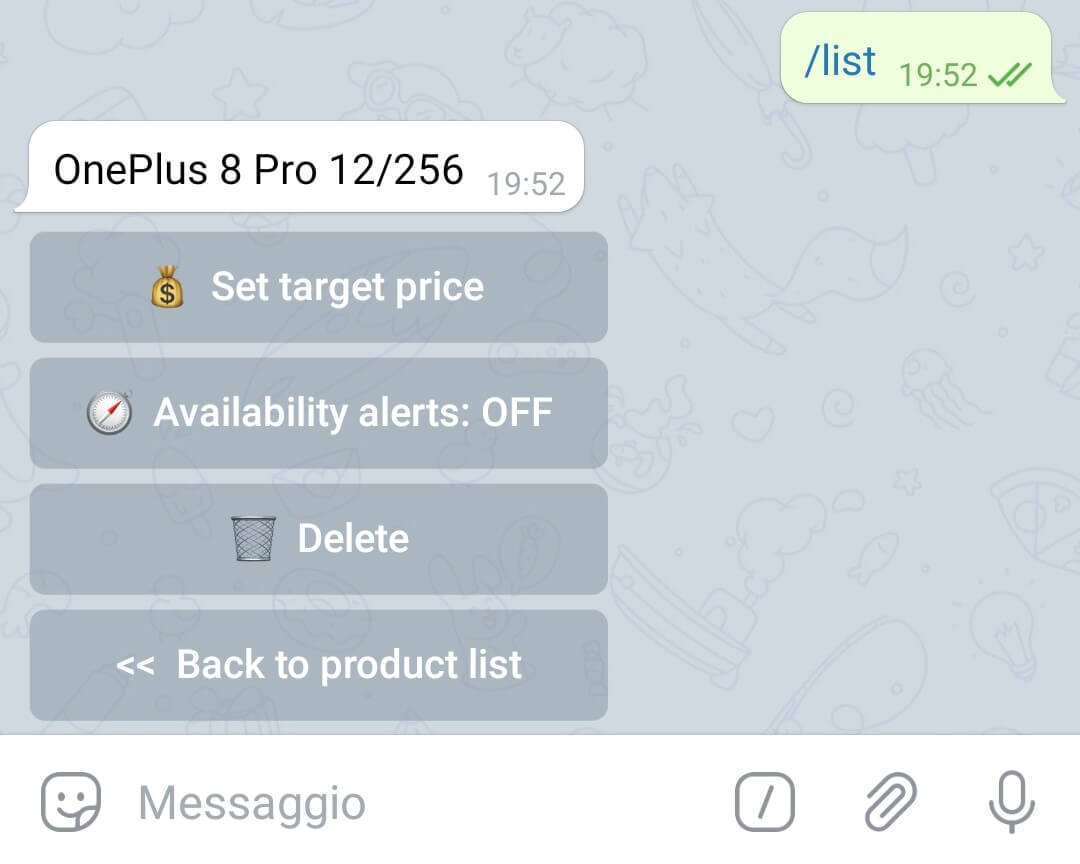 /list 19:52
OnePlus 8 Pro 12/256 19:52
Set target price
Availability alerts: OFF
Delete
<< Back to product list
Messaggio